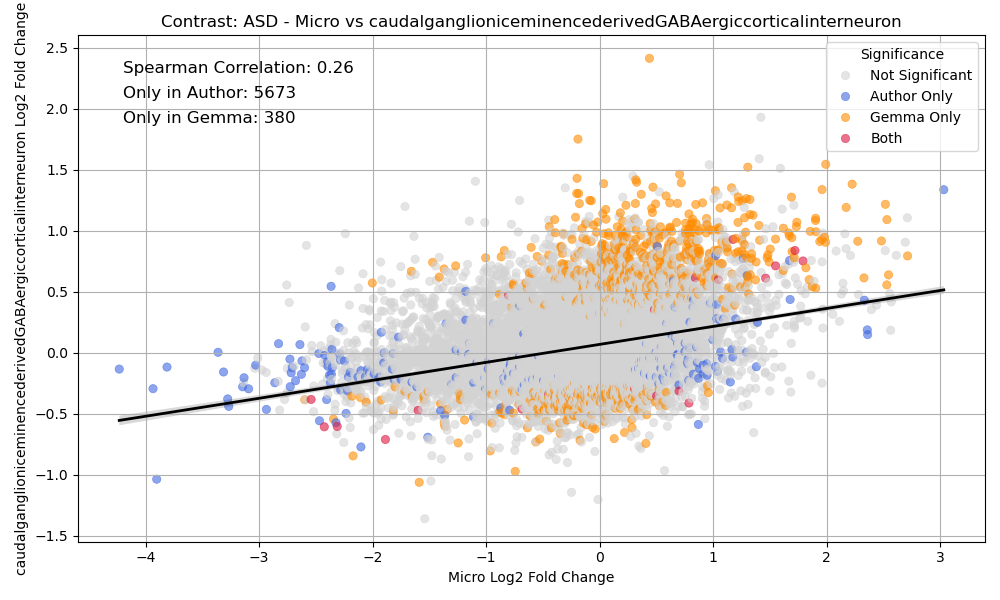 Contrast: ASD - Micro vs caudalganglioniceminencederivedGABAergiccorticalinterneuron
caudalganglioniceminencederivedGABAergiccorticalinterneuron Log2 Fold Change
2.5
2.0
1.5
1.0
0.5
0.0
−0.5
−1.0
−1.5
Spearman Correlation: 0.26
Only in Author: 5673
Only in Gemma: 380
Significance
Not Significant
Author Only
Gemma Only
Both
−4 −3 −2 −1 0 1 2 3
Micro Log2 Fold Change